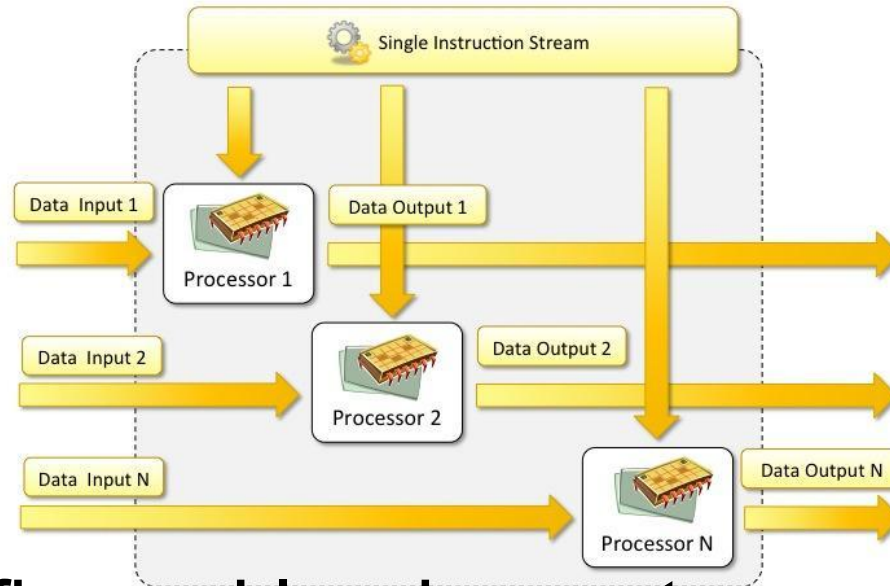 Single Instruction Stream
Data Input 1
Data Output 1
Processor 1
Data Input 2
Data Output 2
Processor 2
Data Input N
Data Output N
Processor N